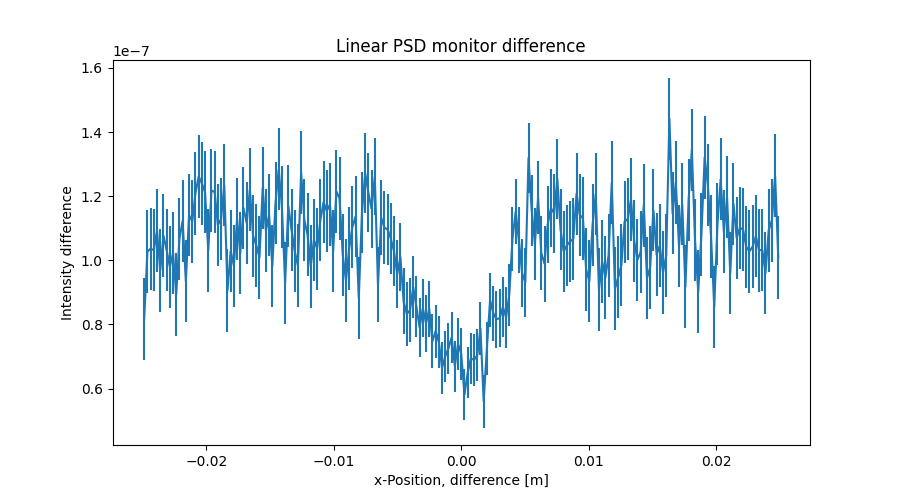 Linear PSD monitor difference
1e−7
1.6
1.4
1.2
1.0
0.8
0.6
Intensity difference
−0.02
−0.01
0.00
0.01
0.02
x-Position, difference [m]